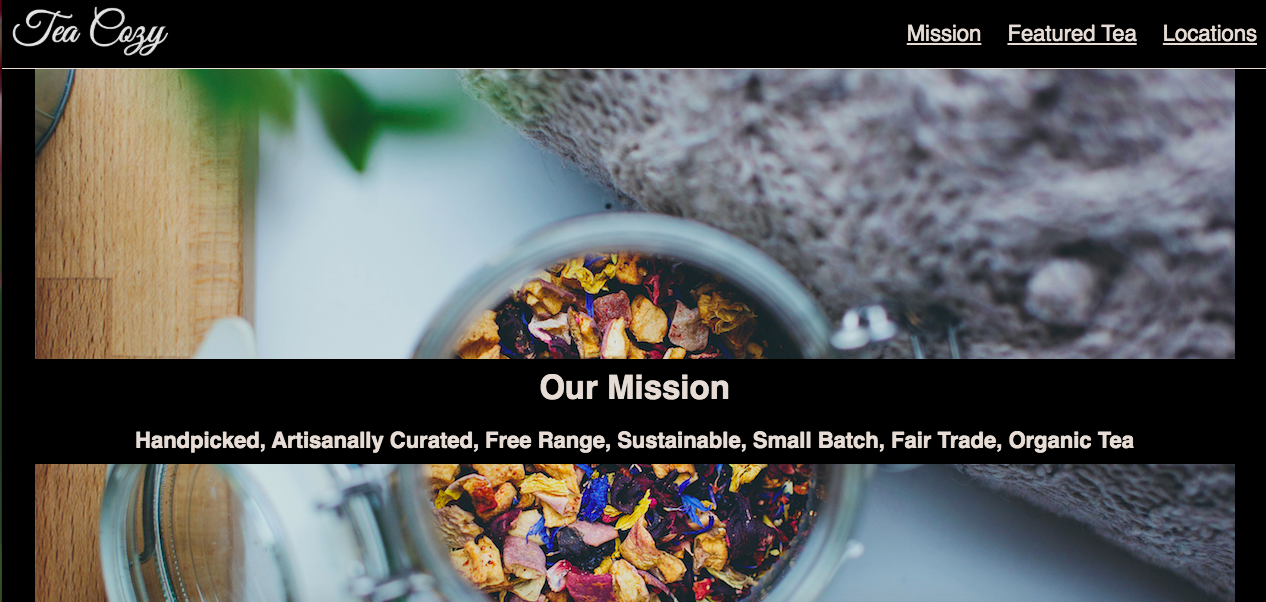 Tea Cozy
Mission Featured Tea Locations
Our Mission
Handpicked, Artisanally Curated, Free Range, Sustainable, Small Batch, Fair Trade, Organic Tea